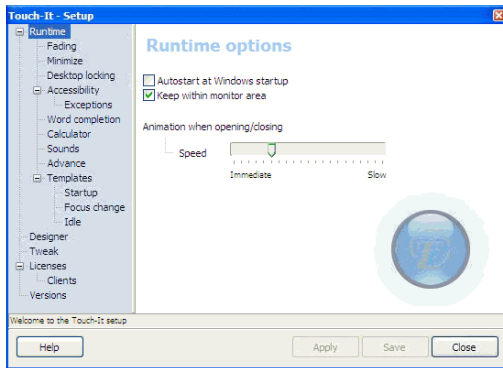 Touch-It - Setup
Runtime
Fading
Minimize
Desktop locking
Accessibility
Exceptions
Word completion
Calculator
Sounds
Advance
Templates
Startup
Focus change
Idle
Designer
Tweak
Licenses
Clients
Versions
Runtime options
Autostart at Windows startup
Keep within monitor area
Animation when opening/closing
Speed
Immediate Slow
Welcome to the Touch-It setup
Help Apply Save Close